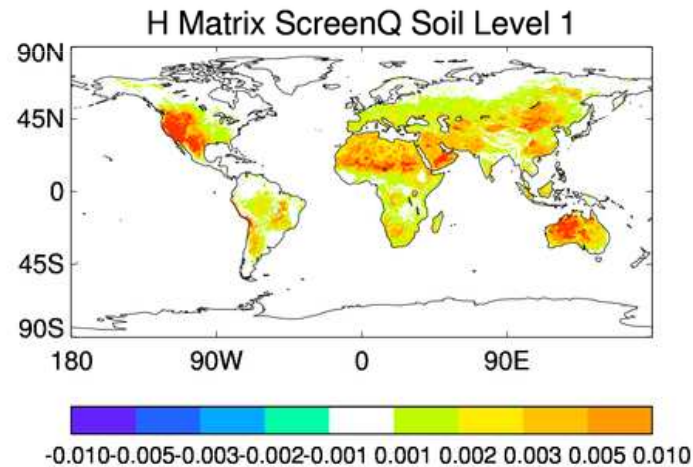 H Matrix ScreenQ Soil Level 1
90N
45N
0
45S
90S
180 90W 0 90E
-0.010-0.005-0.003-0.002-0.001 0.001 0.002 0.003 0.005 0.010